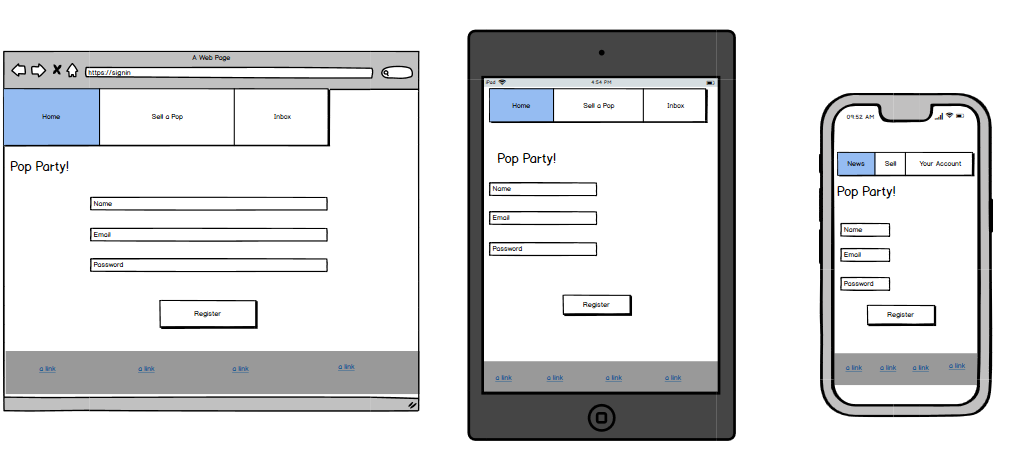 A Web Page
https://signin
Home Sell a Pop Inbox
Pop Party!
Name
Email
Password
Register
a link a link a link a link
iPad 4:54 PM
Home Sell a Pop Inbox
Pop Party!
Name
Email
Password
Register
a link a link a link a link
09:52 AM
News Sell Your Account
Pop Party!
Name
Email
Password
Register
a link a link a link a link